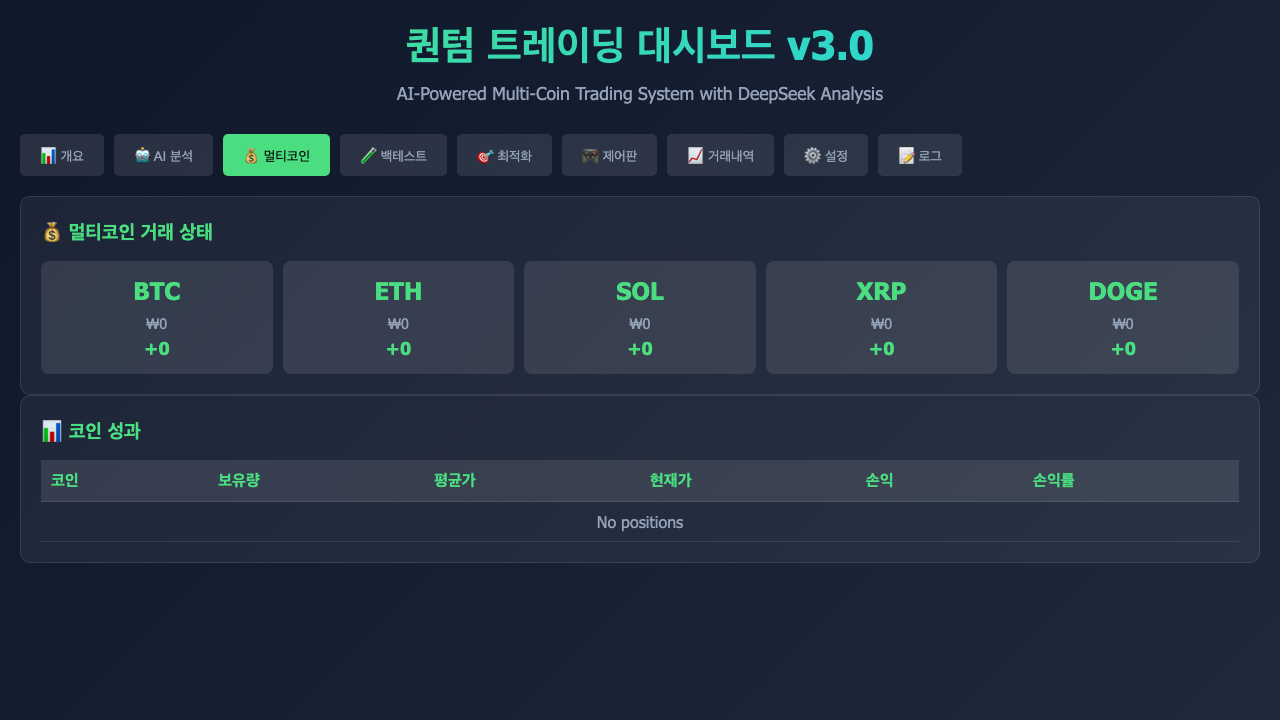 퀀텀 트레이딩 대시보드 v3.0
AI-Powered Multi-Coin Trading System with DeepSeek Analysis
📊 개요 🤖 AI 분석 💰 멀티코인 🧪 백테스트 🎯 최적화 🎮 제어판 📈 거래내역 ⚙️ 설정 📝 로그
💰 멀티코인 거래 상태
BTC ETH SOL XRP DOGE
₩0 ₩0 ₩0 ₩0 ₩0
+0 +0 +0 +0 +0
📊 코인 성과
코인 보유량 평균가 현재가 손익 손익률
No positions